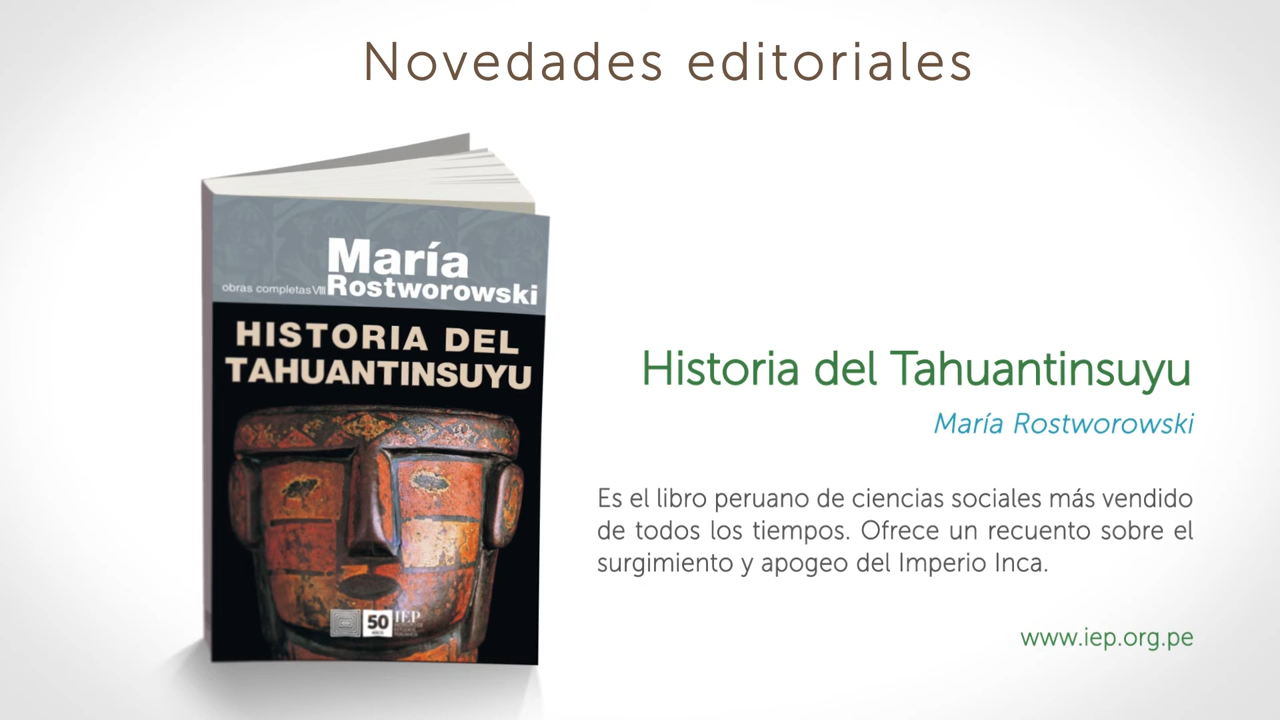 Novedades editoriales
María
obras completas VIII Rostworowski
HISTORIA DEL
TAHUANTINSUYU
50
AÑOS
IEP
Historia del Tahuantinsuyu
María Rostworowski
Es el libro peruano de ciencias sociales más vendido
de todos los tiempos. Ofrece un recuento sobre el
surgimiento y apogeo del Imperio Inca.
www.iep.org.pe